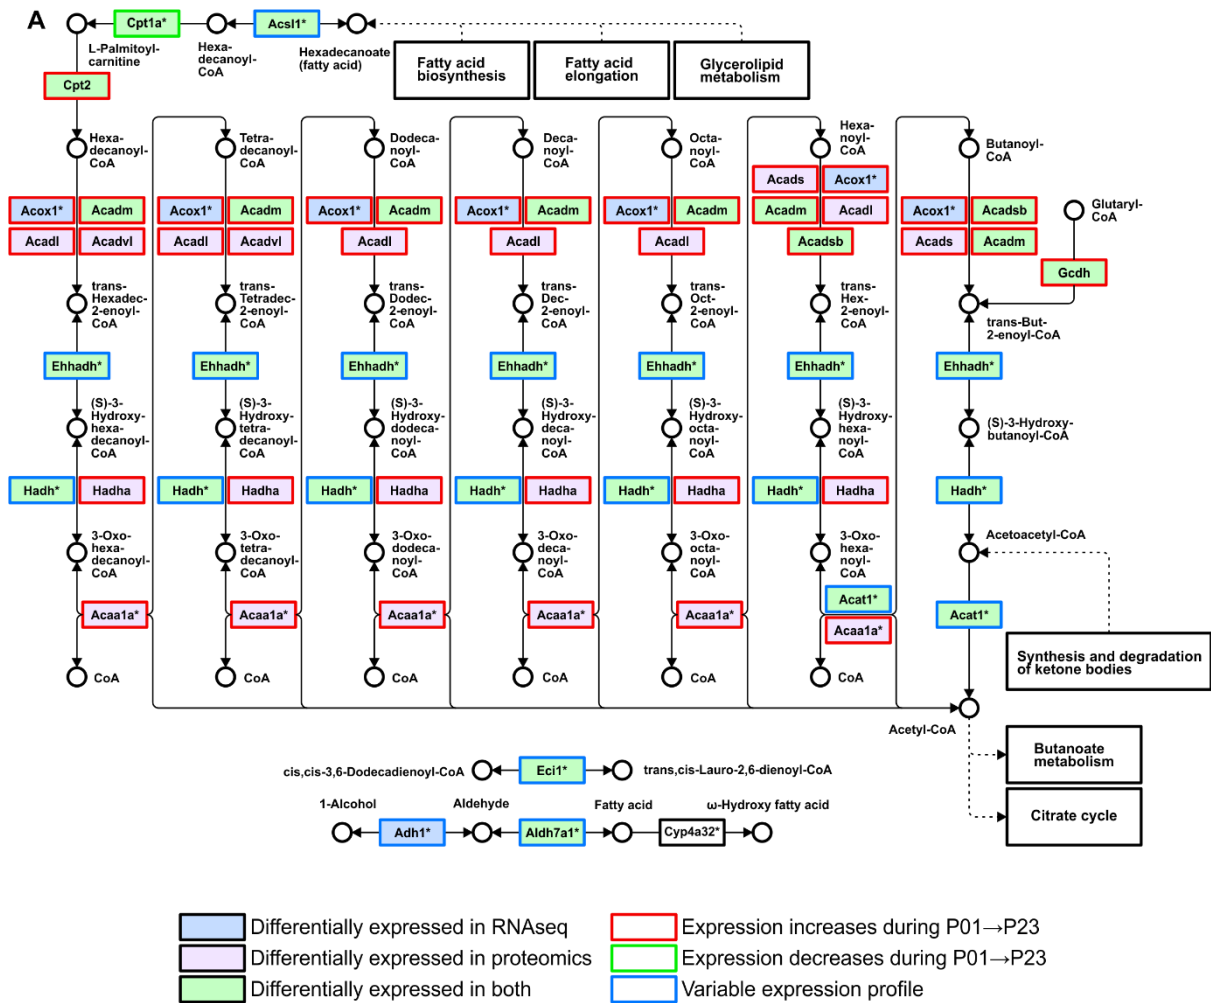 A
Cpt1a*
Acsl1*
L-Palmitoyl-
carnitine
Hexa-
decanoyl-
CoA
Hexadecanoate
(fatty acid)
Fatty acid
biosynthesis
Fatty acid
elongation
Glycerolipid
metabolism
Cpt2
Hexa-
decanoyl-
CoA
Tetra-
decanoyl-
CoA
Dodeca-
noyl-
CoA
Deca-
noyl-
CoA
Octa-
noyl-
CoA
Hexa-
noyl-
CoA
Butanoyl-
CoA
Acads
Acox1*
Acox1*
Acadm
Acox1*
Acadm
Acox1*
Acadm
Acox1*
Acadm
Acox1*
Acadm
Acadm
Acadl
Acox1*
Acadsb
Glutaryl-
CoA
Acadl
Acadvl
Acadl
Acadvl
Acadl
Acadl
Acadl
Acadsb
Acads
Acadm
Gcdh
trans-
Hexadec-
2-enoyl-
CoA
trans-
Tetradec-
2-enoyl-
CoA
trans-
Dodec-
2-enoyl-
CoA
trans-
Dec-
2-enoyl-
CoA
trans-
Oct-
2-enoyl-
CoA
trans-
Hex-
2-enoyl-
CoA
trans-But-
2-enoyl-CoA
Ehhadh*
Ehhadh*
Ehhadh*
Ehhadh*
Ehhadh*
Ehhadh*
Ehhadh*
(S)-3-
Hydroxy-
hexa-
decanoyl-
CoA
(S)-3-
Hydroxy-
tetra-
decanoyl-
CoA
(S)-3-
Hydroxy-
dodeca-
noyl-
CoA
(S)-3-
Hydroxy-
deca-
noyl-
CoA
(S)-3-
Hydroxy-
octa-
noyl-
CoA
(S)-3-
Hydroxy-
hexa-
noyl-
CoA
(S)-3-Hydroxy-
butanoyl-CoA
Hadh*
Hadha
Hadh*
Hadha
Hadh*
Hadha
Hadh*
Hadha
Hadh*
Hadha
Hadh*
Hadha
Hadh*
3-Oxo-
hexa-
decanoyl-
CoA
3-Oxo-
tetra-
decanoyl-
CoA
3-Oxo-
dodeca-
noyl-
CoA
3-Oxo-
deca-
noyl-
CoA
3-Oxo-
octa-
noyl-
CoA
3-Oxo-
hexa-
noyl-
CoA
Acetoacetyl-CoA
Acaa1a*
Acaa1a*
Acaa1a*
Acaa1a*
Acaa1a*
Acat1*
Acaa1a*
Acat1*
Synthesis and degradation
of ketone bodies
CoA
CoA
CoA
CoA
CoA
CoA
Acetyl-CoA
Butanoate
metabolism
Citrate cycle
cis,cis-3,6-Dodecadienoyl-CoA
Eci1*
trans,cis-Lauro-2,6-dienoyl-CoA
1-Alcohol
Aldehyde
Fatty acid
ω-Hydroxy fatty acid
Adh1*
Aldh7a1*
Cyp4a32*
Differentially expressed in RNAseq
Expression increases during P01→P23
Differentially expressed in proteomics
Expression decreases during P01→P23
Differentially expressed in both
Variable expression profile